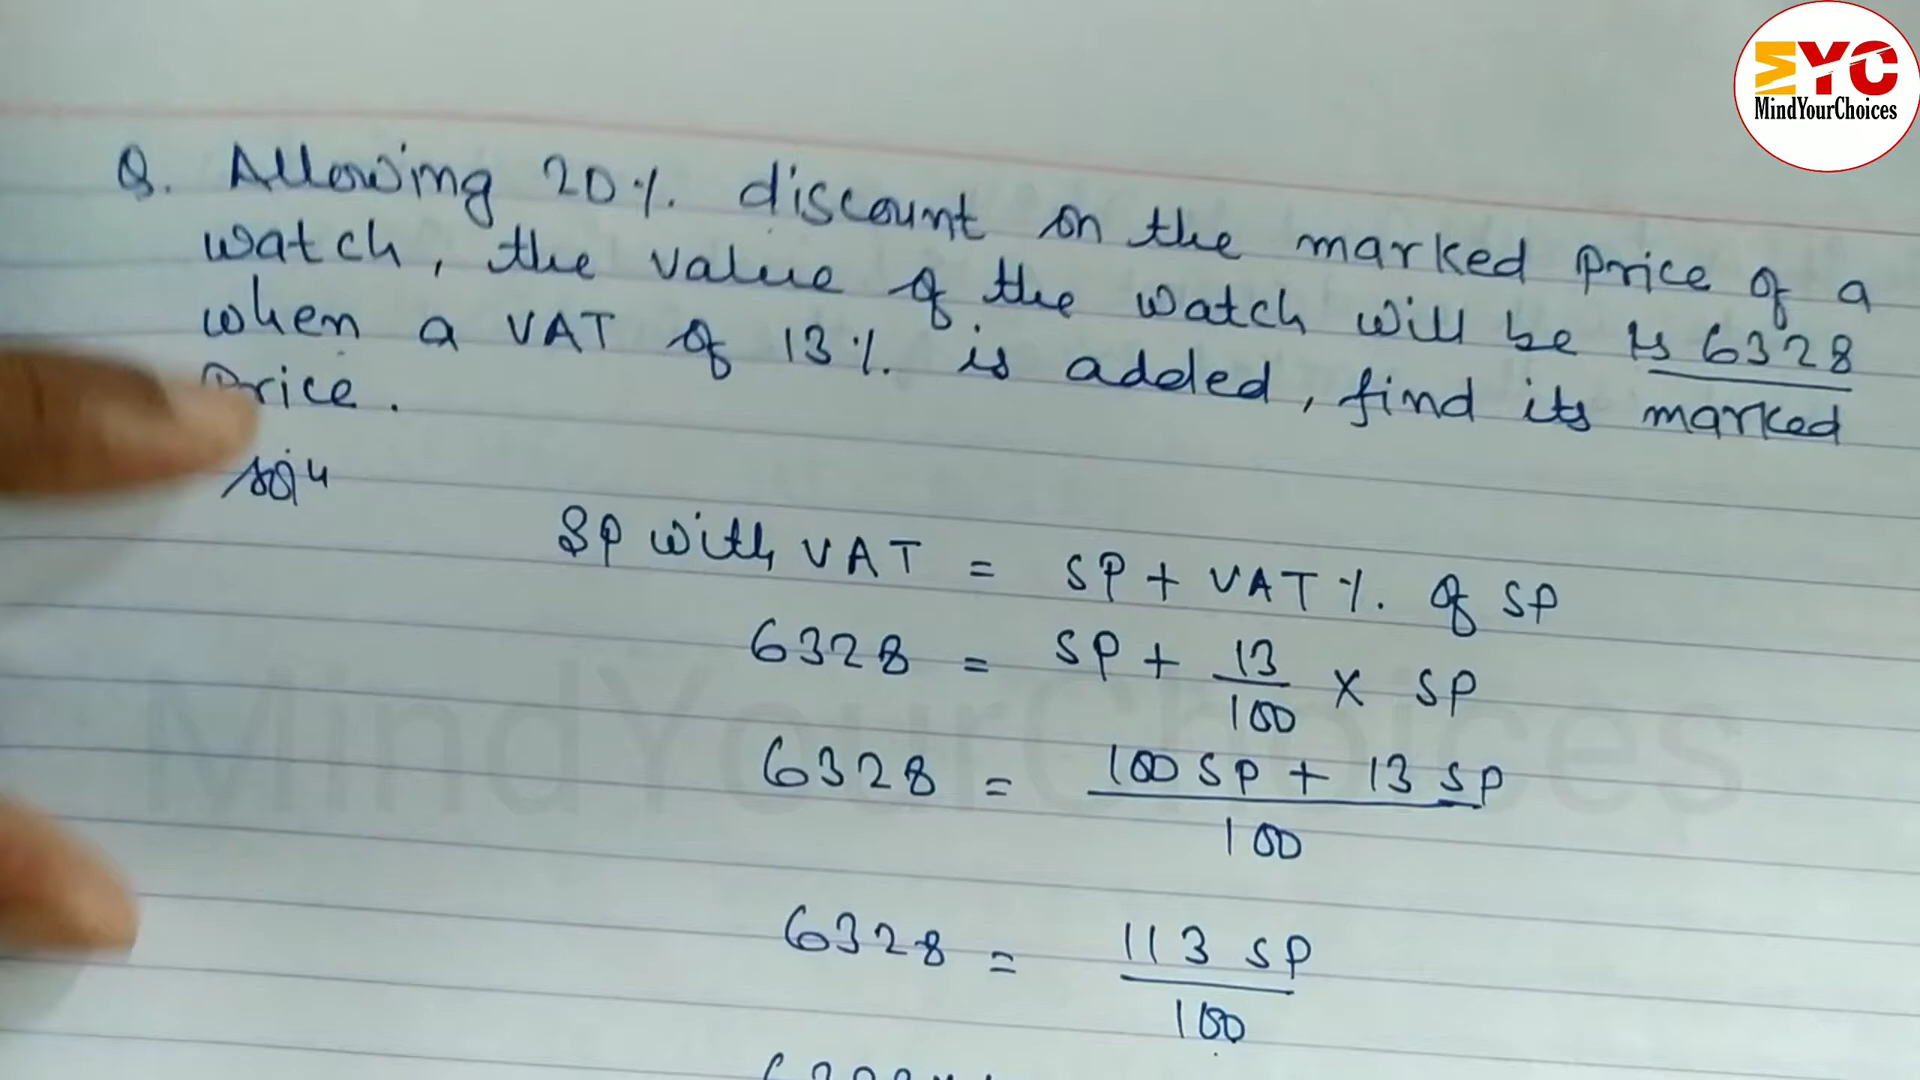 MYC
MindYourChoices
Q. Allowing 20%. discount on the marked price of a
watch, the value of the watch will be Rs 6328
when a VAT of 13%. is added, find its marked
Price.
Sol
SP with VAT = SP + VAT %. of SP
6328 = SP + 13/100 X SP
6328 = 100 SP + 13 SP
100
6328 = 113 SP
100
MindYourChoices